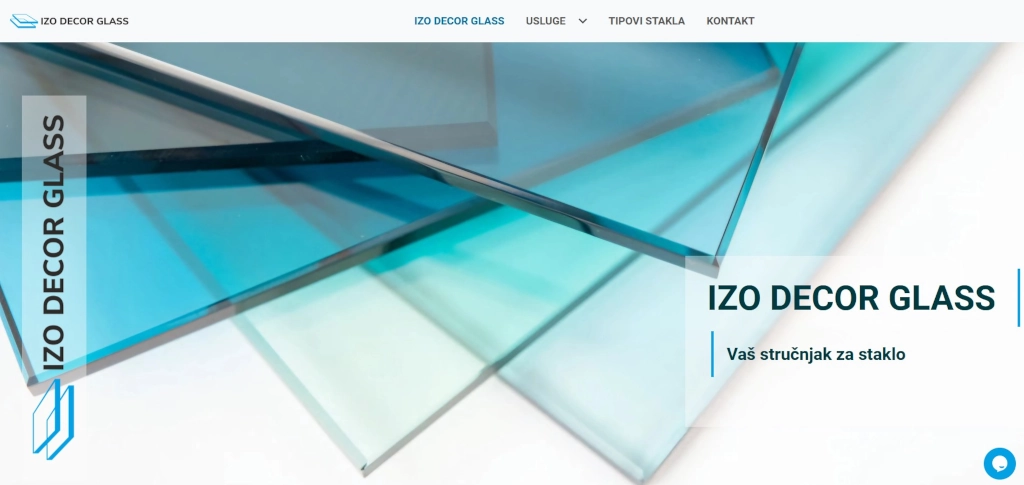 IZO DECOR GLASS
IZO DECOR GLASS USLUGE TIPOVI STAKLA KONTAKT
IZO DECOR GLASS
IZO DECOR GLASS
Vaš stručnjak za staklo